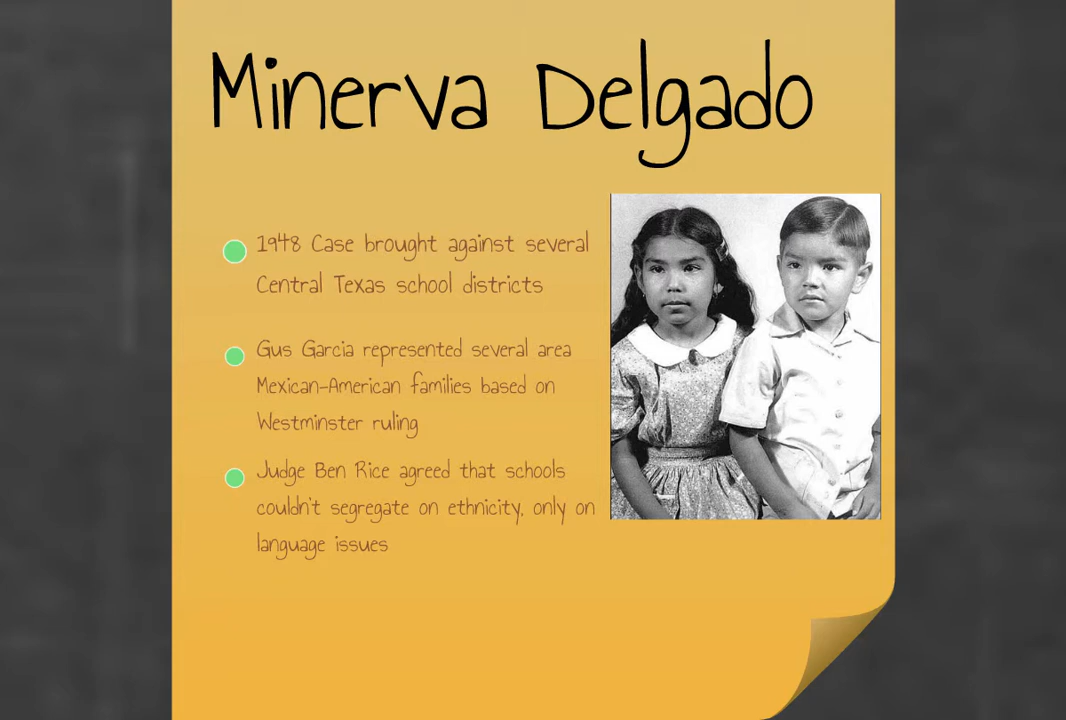 Minerva Delgado
1948 Case brought against several
Central Texas school districts
Gus Garcia represented several area
Mexican-American families based on
Westminster ruling
Judge Ben Rice agreed that schools
couldn't segregate on ethnicity, only on
language issues